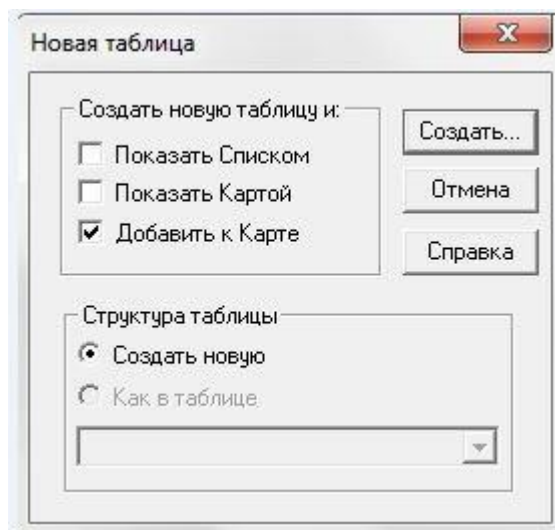 Новая таблица
Создать новую таблицу и:
Показать Списком
Показать Картой
Добавить к Карте
Создать...
Отмена
Справка
Структура таблицы
Создать новую
Как в таблице